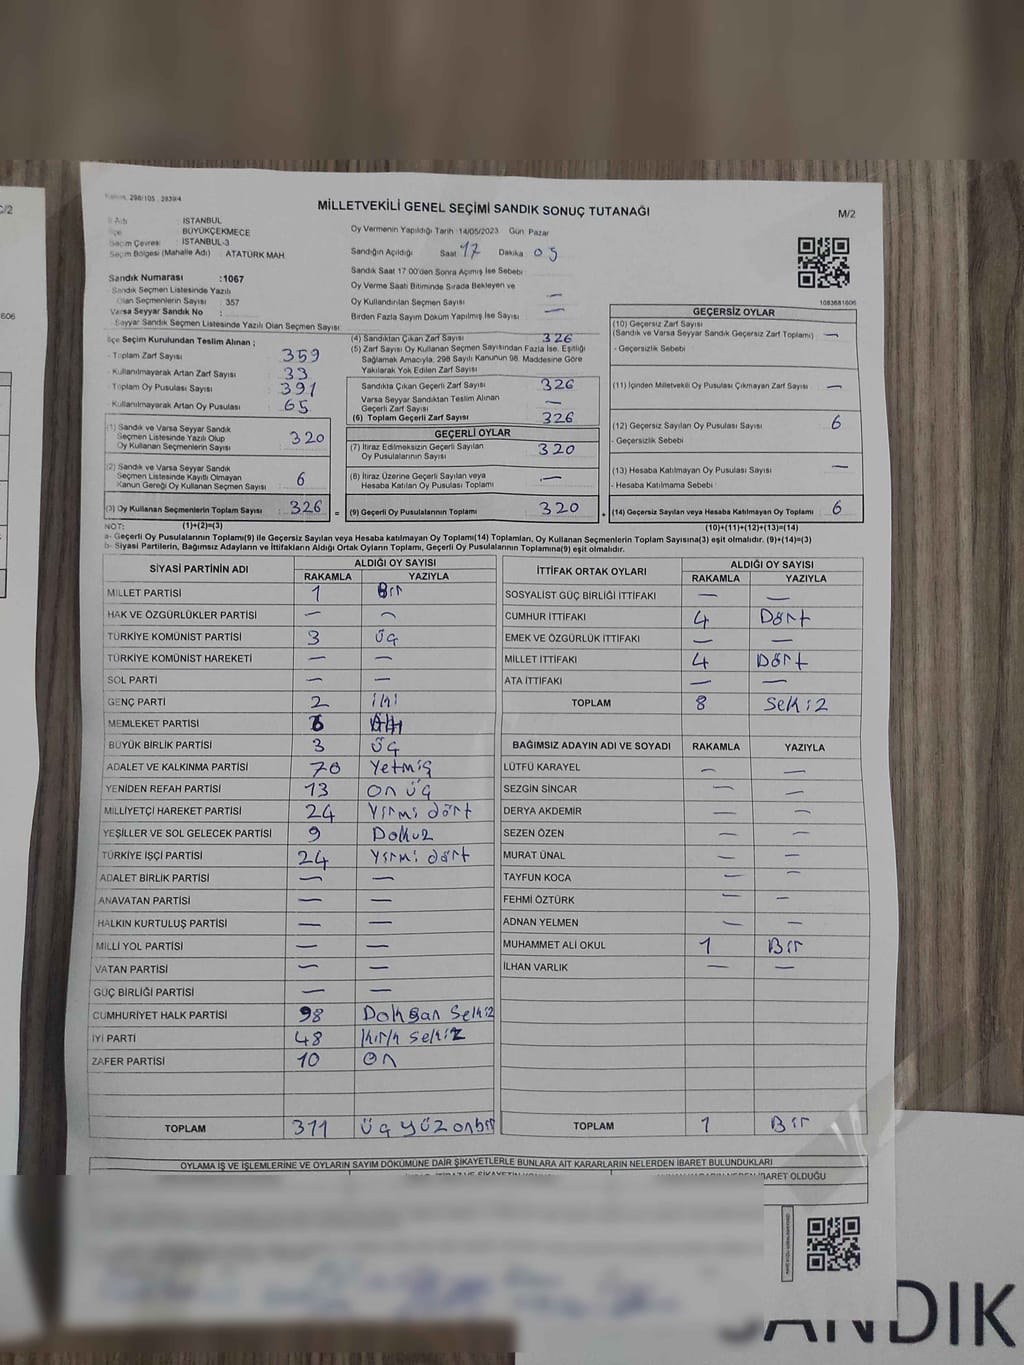 C/2
606
298/105 2839/4
MİLLETVEKİLİ GENEL SEÇİMİ SANDIK SONUÇ TUTANAĞI
M/2
İl Adı : İSTANBUL
İlçe : BÜYÜKÇEKMECE
Seçim Çevresi : İSTANBUL-3
Seçim Bölgesi (Mahalle Adı) : ATATÜRK MAH.
Oy Vermenin Yapıldığı Tarih :14/05/2023 Gün Pazar
Sandığın Açıldığı Saat 17 Dakika 05
Sandık Saat 17.00'den Sonra Açılmış İse Sebebi
Oy Verme Saati Bitiminde Sırada Bekleyen ve
Oy Kullandırılan Seçmen Sayısı —
Birden Fazla Sayım Döküm Yapılmış İse Sayısı —
1083681606
Sandık Numarası :1067
Sandık Seçmen Listesinde Yazılı
Olan Seçmenlerin Sayısı : 357
Varsa Seyyar Sandık No :
Seyyar Sandık Seçmen Listesinde Yazılı Olan Seçmen Sayısı :
İlçe Seçim Kurulundan Teslim Alınan ;
Toplam Zarf Sayısı 359
Kullanılmayarak Artan Zarf Sayısı 33
Toplam Oy Pusulası Sayısı 391
Kullanılmayarak Artan Oy Pusulası 65
(1) Sandık ve Varsa Seyyar Sandık
Seçmen Listesinde Yazılı Olup
Oy Kullanan Seçmenlerin Sayısı 320
(2) Sandık ve Varsa Seyyar Sandık
Seçmen Listesinde Kayıtlı Olmayan
Kanun Gereği Oy Kullanan Seçmen Sayısı 6
(3) Oy Kullanan Seçmenlerin Toplam Sayısı 326 =
(4) Sandıktan Çıkan Zarf Sayısı 326
(5) Zarf Sayısı Oy Kullanan Seçmen Sayısından Fazla İse, Eşitliği
Sağlamak Amacıyla, 298 Sayılı Kanunun 98. Maddesine Göre
Yakılarak Yok Edilen Zarf Sayısı
Sandıkta Çıkan Geçerli Zarf Sayısı 326
Varsa Seyyar Sandıktan Teslim Alınan
Geçerli Zarf Sayısı —
(6) Toplam Geçerli Zarf Sayısı 326
GEÇERLİ OYLAR
(7) İtiraz Edilmeksizin Geçerli Sayılan
Oy Pusulalarının Sayısı 320
(8) İtiraz Üzerine Geçerli Sayılan veya
Hesaba Katılan Oy Pusulası Toplamı —
(9) Geçerli Oy Pusulalarının Toplamı 320 +
GEÇERSİZ OYLAR
(10) Geçersiz Zarf Sayısı
(Sandık ve Varsa Seyyar Sandık Geçersiz Zarf Toplamı) —
- Geçersizlik Sebebi
(11) İçinden Milletvekili Oy Pusulası Çıkmayan Zarf Sayısı —
(12) Geçersiz Sayılan Oy Pusulası Sayısı 6
- Geçersizlik Sebebi
(13) Hesaba Katılmayan Oy Pusulası Sayısı —
- Hesaba Katılmama Sebebi
(14) Geçersiz Sayılan veya Hesaba Katılmayan Oy Toplamı 6
NOT: (1)+(2)=(3) (10)+(11)+(12)+(13)=(14)
a- Geçerli Oy Pusulalarının Toplamı(9) ile Geçersiz Sayılan veya Hesaba katılmayan Oy Toplamı(14) Toplamları, Oy Kullanan Seçmenlerin Toplam Sayısına(3) eşit olmalıdır. (9)+(14)=(3)
b- Siyasi Partilerin, Bağımsız Adayların ve İttifakların Aldığı Ortak Oyların Toplamı, Geçerli Oy Pusulalarının Toplamına(9) eşit olmalıdır.
SİYASİ PARTİNİN ADI ALDIĞI OY SAYISI
RAKAMLA YAZIYLA
MİLLET PARTİSİ 1 Bir
HAK VE ÖZGÜRLÜKLER PARTİSİ — —
TÜRKİYE KOMÜNİST PARTİSİ 3 üç
TÜRKİYE KOMÜNİST HAREKETİ — —
SOL PARTİ — —
GENÇ PARTİ 2 iki
MEMLEKET PARTİSİ 6 Altı
BÜYÜK BİRLİK PARTİSİ 3 üç
ADALET VE KALKINMA PARTİSİ 70 Yetmiş
YENİDEN REFAH PARTİSİ 13 on üç
MİLLİYETÇİ HAREKET PARTİSİ 24 Yirmi dört
YEŞİLLER VE SOL GELECEK PARTİSİ 9 Dokuz
TÜRKİYE İŞÇİ PARTİSİ 24 Yirmi dört
ADALET BİRLİK PARTİSİ — —
ANAVATAN PARTİSİ — —
HALKIN KURTULUŞ PARTİSİ — —
MİLLİ YOL PARTİSİ — —
VATAN PARTİSİ — —
GÜÇ BİRLİĞİ PARTİSİ — —
CUMHURİYET HALK PARTİSİ 98 Doksan Sekiz
İYİ PARTİ 48 kırk sekiz
ZAFER PARTİSİ 10 On
TOPLAM 311 üç yüz onbir
İTTİFAK ORTAK OYLARI ALDIĞI OY SAYISI
RAKAMLA YAZIYLA
SOSYALİST GÜÇ BİRLİĞİ İTTİFAKI — —
CUMHUR İTTİFAKI 4 Dört
EMEK VE ÖZGÜRLÜK İTTİFAKI — —
MİLLET İTTİFAKI 4 Dört
ATA İTTİFAKI — —
TOPLAM 8 Sekiz
BAĞIMSIZ ADAYIN ADI VE SOYADI RAKAMLA YAZIYLA
LÜTFÜ KARAYEL — —
SEZGİN SİNCAR — —
DERYA AKDEMİR — —
SEZEN ÖZEN — —
MURAT ÜNAL — —
TAYFUN KOCA — —
FEHMİ ÖZTÜRK — —
ADNAN YELMEN — —
MUHAMMET ALİ OKUL 1 Bir
İLHAN VARLIK — —
TOPLAM 1 Bir
OYLAMA İŞ VE İŞLEMLERİNE VE OYLARIN SAYIM DÖKÜMÜNE DAİR ŞİKAYETLERLE BUNLARA AİT KARARLARIN NELERDEN İBARET BULUNDUKLARI
İBARET OLDUĞU
SANDIK